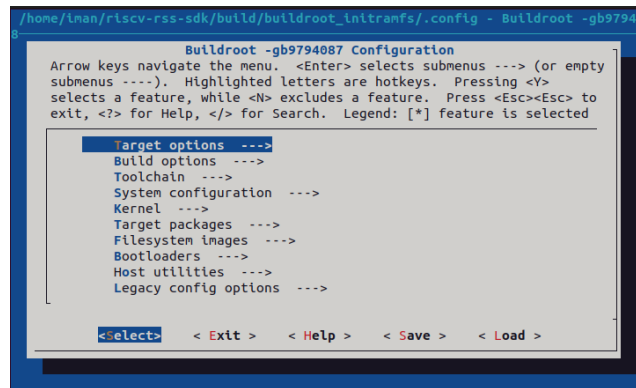 /home/iman/riscv-rss-sdk/build/buildroot_initramfs/.config - Buildroot -gb9794
8
Buildroot -gb9794087 Configuration
Arrow keys navigate the menu. <Enter> selects submenus ---> (or empty
submenus ----). Highlighted letters are hotkeys. Pressing <Y>
selects a feature, while <N> excludes a feature. Press <Esc><Esc> to
exit, <?> for Help, </> for Search. Legend: [*] feature is selected
Target options --->
Build options --->
Toolchain --->
System configuration --->
Kernel --->
Target packages --->
Filesystem images --->
Bootloaders --->
Host utilities --->
Legacy config options --->
<Select> < Exit > < Help > < Save > < Load >